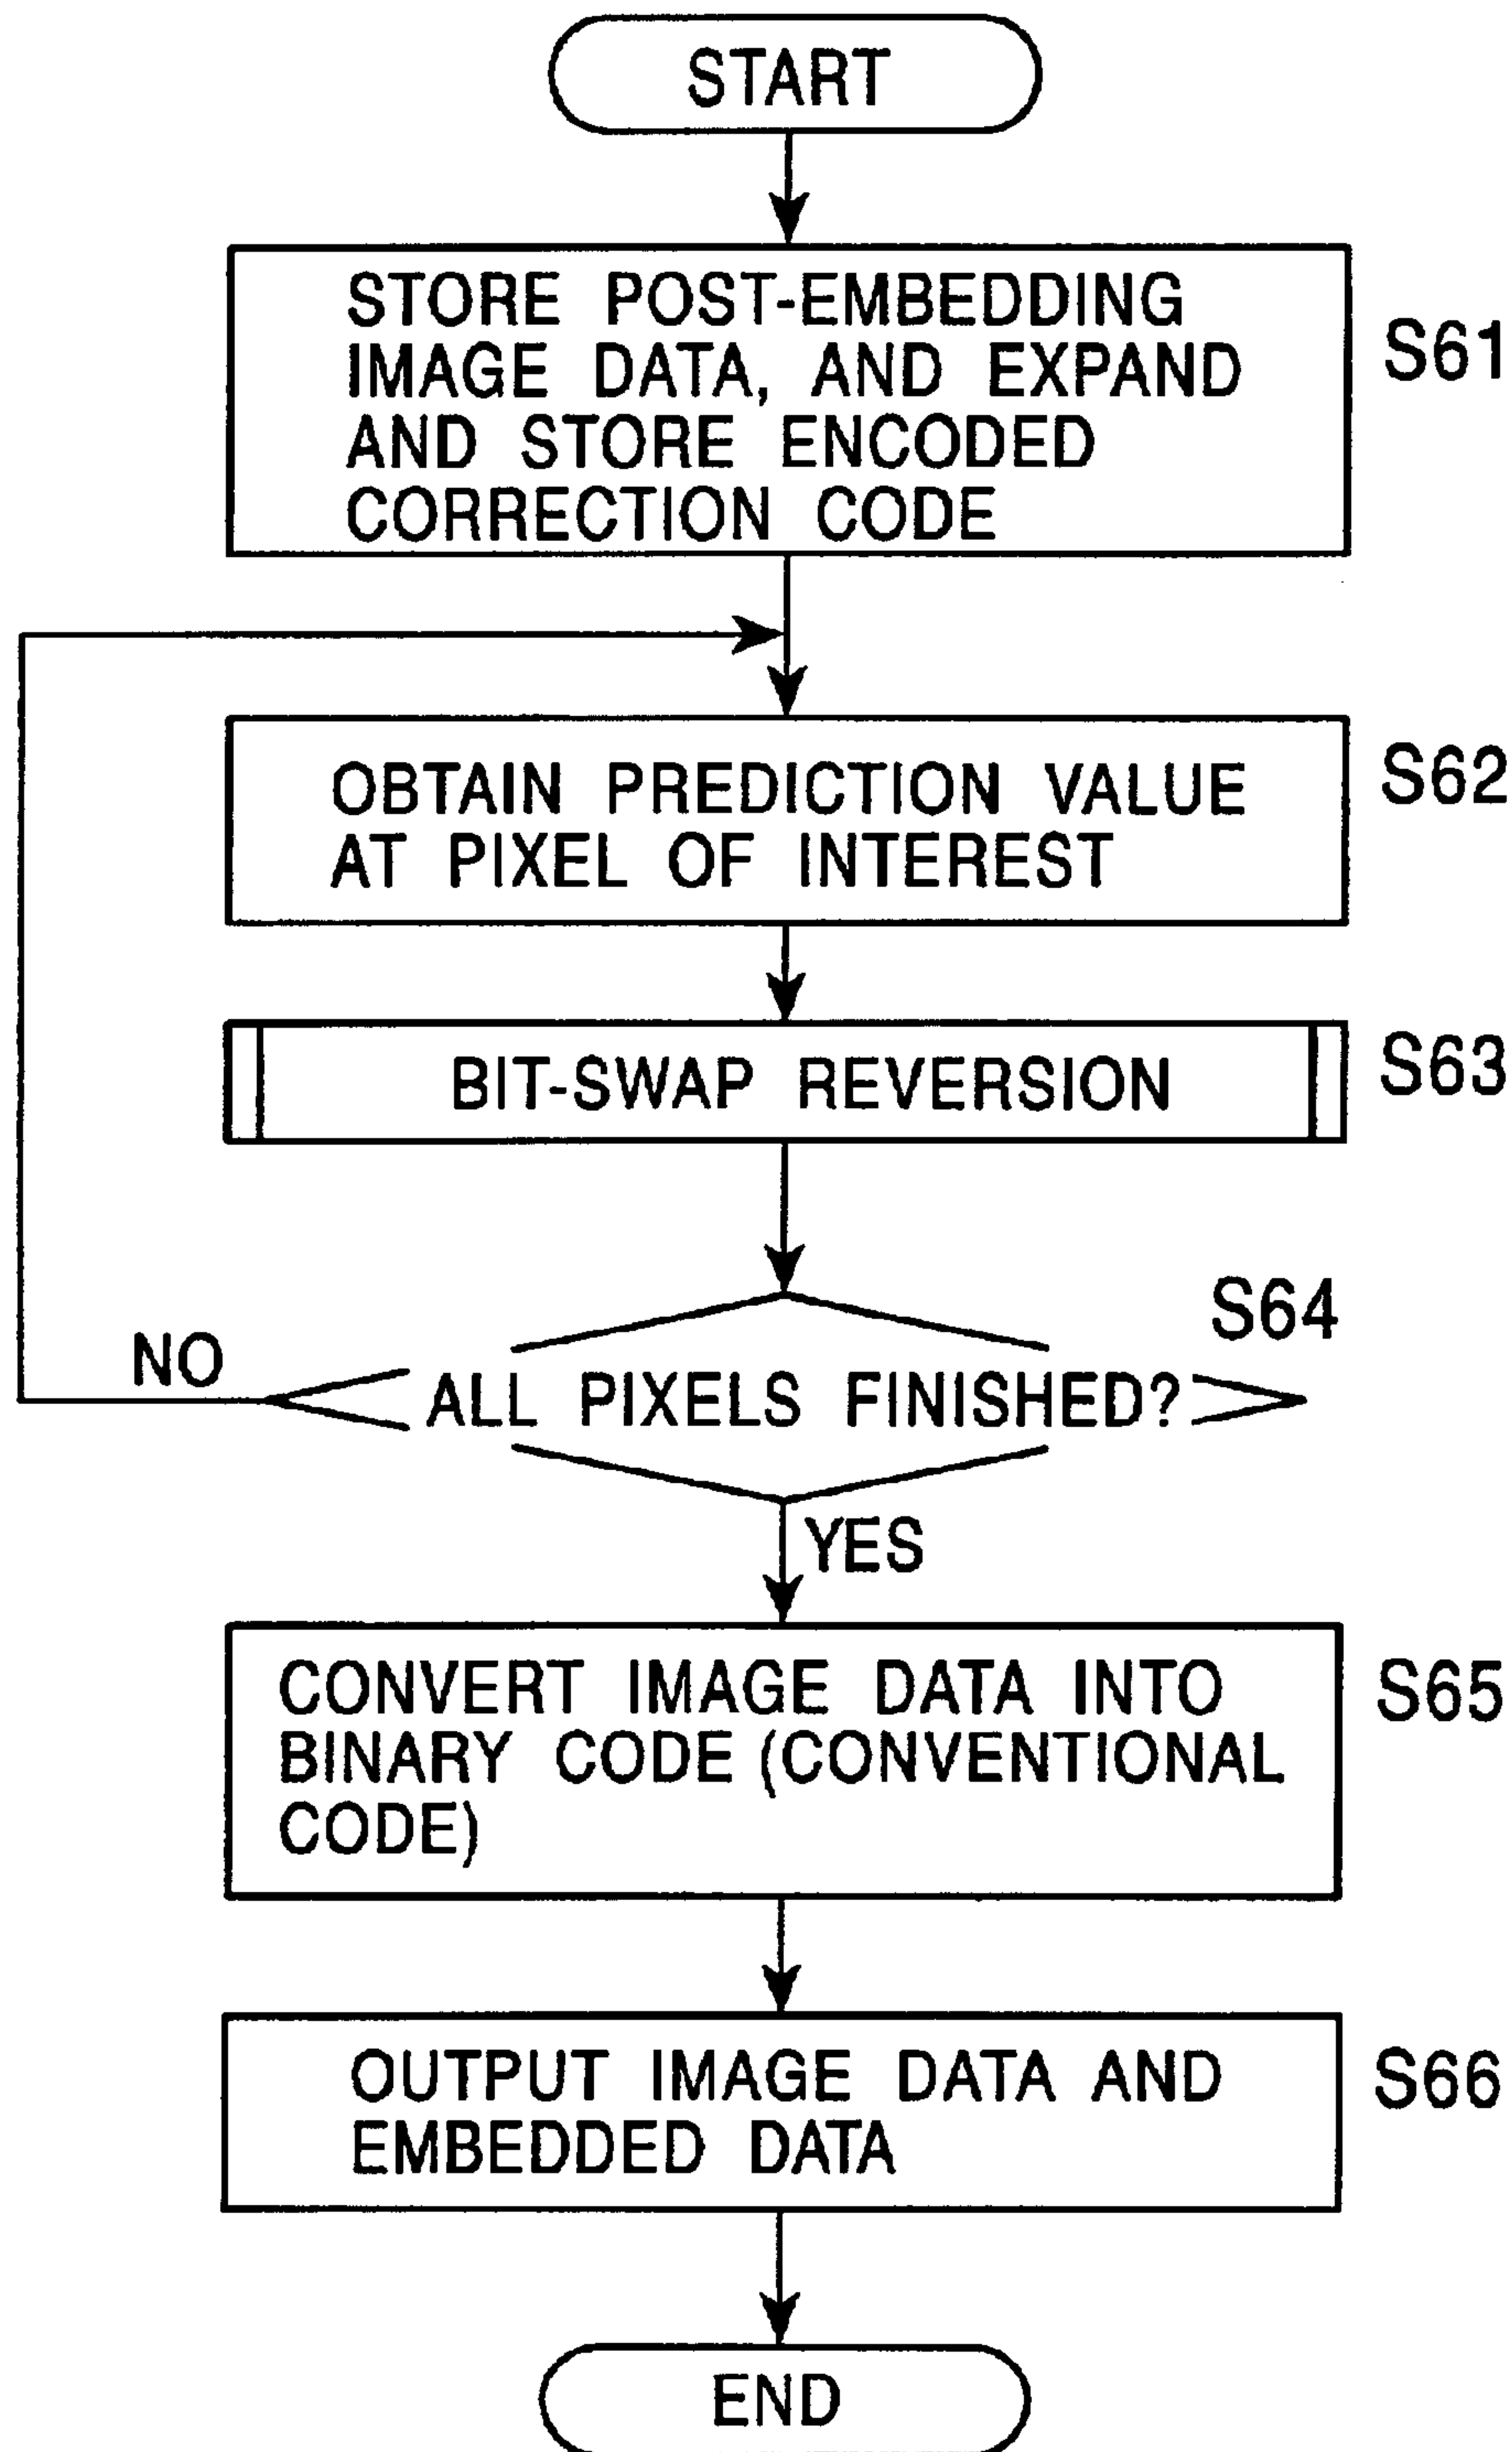 START
STORE POST-EMBEDDING
IMAGE DATA, AND EXPAND
AND STORE ENCODED
CORRECTION CODE
S61
OBTAIN PREDICTION VALUE
AT PIXEL OF INTEREST
S62
BIT-SWAP REVERSION
S63
S64
NO
ALL PIXELS FINISHED?
YES
CONVERT IMAGE DATA INTO
BINARY CODE (CONVENTIONAL
CODE)
S65
OUTPUT IMAGE DATA AND
EMBEDDED DATA
S66
END